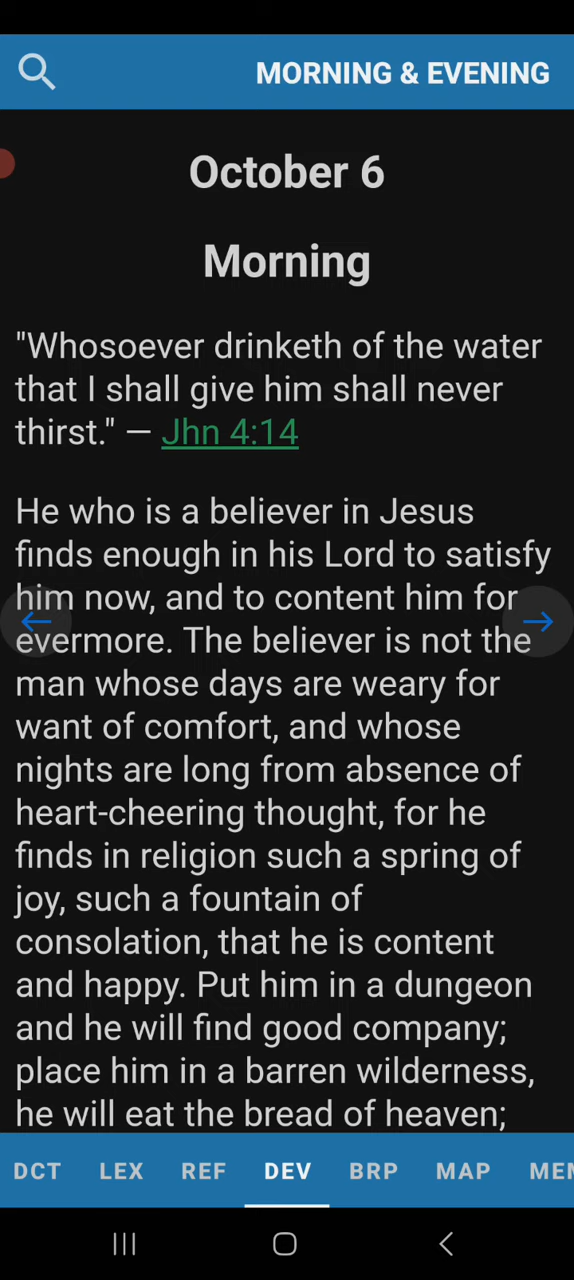 MORNING & EVENING
October 6
Morning
"Whosoever drinketh of the water
that I shall give him shall never
thirst." — Jhn 4:14
He who is a believer in Jesus
finds enough in his Lord to satisfy
him now, and to content him for
evermore. The believer is not the
man whose days are weary for
want of comfort, and whose
nights are long from absence of
heart-cheering thought, for he
finds in religion such a spring of
joy, such a fountain of
consolation, that he is content
and happy. Put him in a dungeon
and he will find good company;
place him in a barren wilderness,
he will eat the bread of heaven;
DCT LEX REF DEV BRP MAP MEM